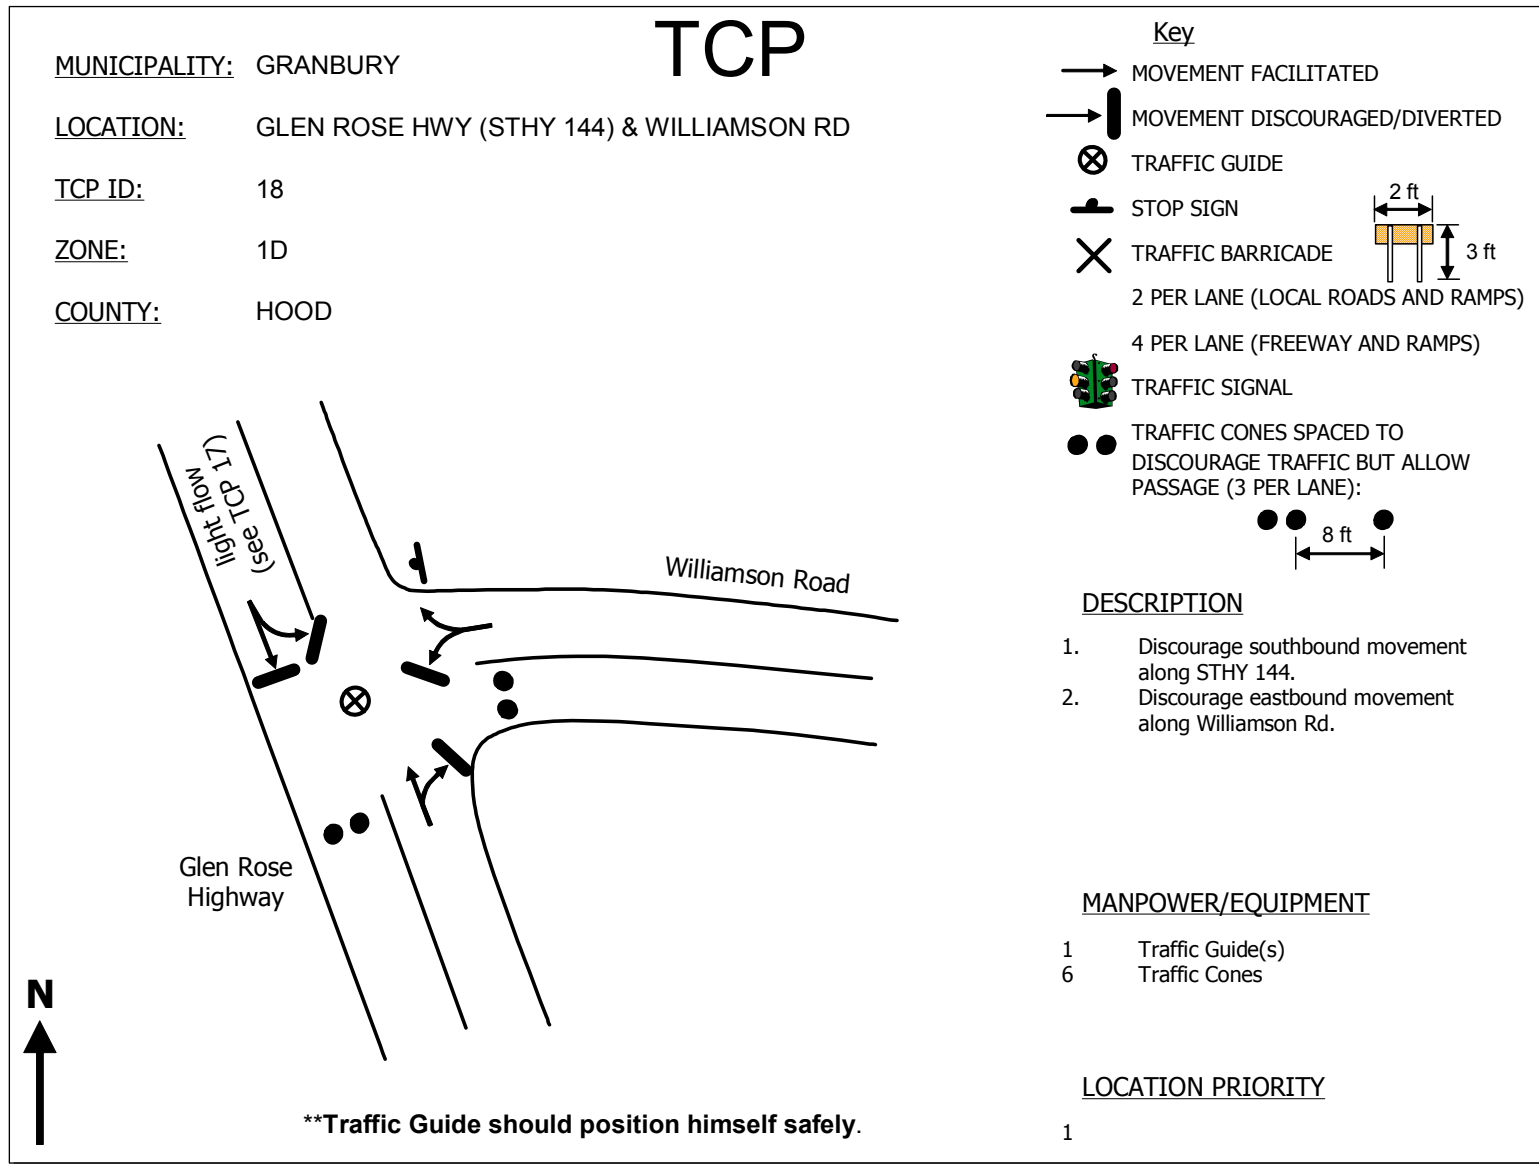 TCP
MUNICIPALITY: GRANBURY
LOCATION: GLEN ROSE HWY (STHY 144) & WILLIAMSON RD
TCP ID: 18
ZONE: 1D
COUNTY: HOOD
Key
MOVEMENT FACILITATED
MOVEMENT DISCOURAGED/DIVERTED
TRAFFIC GUIDE
STOP SIGN
TRAFFIC BARRICADE
2 ft
3 ft
2 PER LANE (LOCAL ROADS AND RAMPS)
4 PER LANE (FREEWAY AND RAMPS)
TRAFFIC SIGNAL
TRAFFIC CONES SPACED TO
DISCOURAGE TRAFFIC BUT ALLOW
PASSAGE (3 PER LANE):
8 ft
light flow
(see TCP 17)
Williamson Road
Glen Rose
Highway
N
**Traffic Guide should position himself safely.
DESCRIPTION
1. Discourage southbound movement
along STHY 144.
2. Discourage eastbound movement
along Williamson Rd.
MANPOWER/EQUIPMENT
1 Traffic Guide(s)
6 Traffic Cones
LOCATION PRIORITY
1